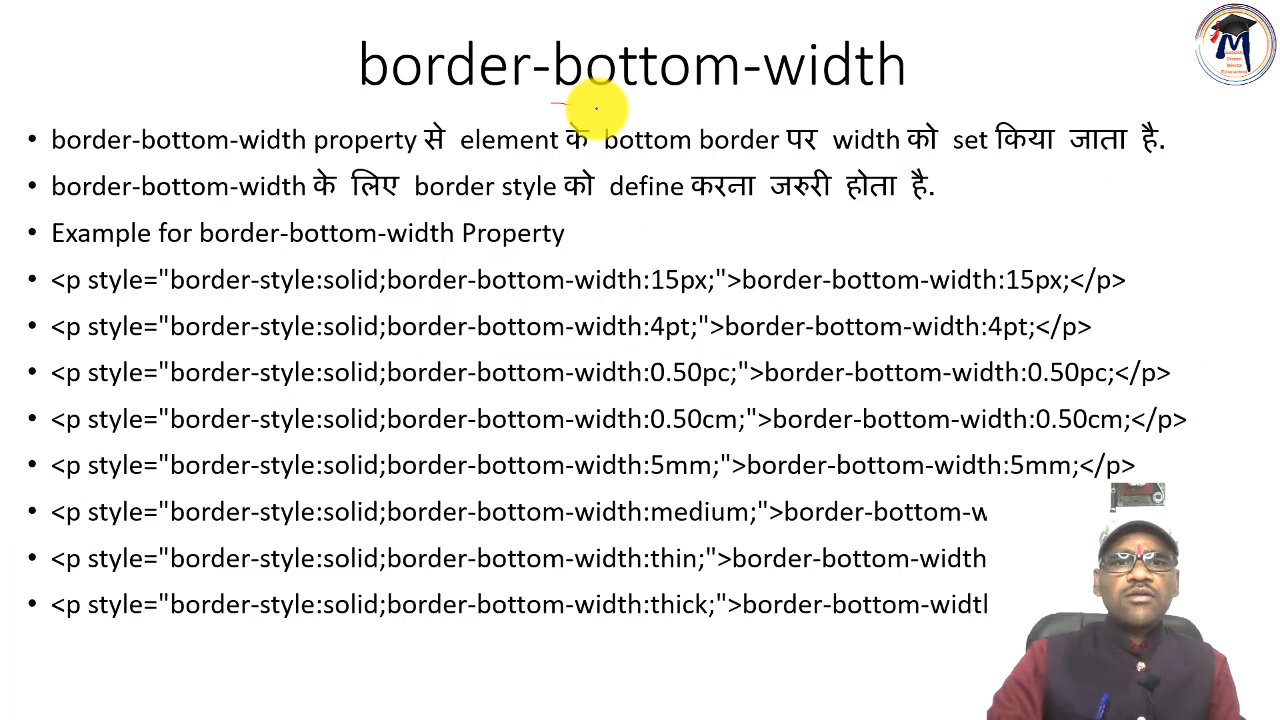 border-bottom-width
• border-bottom-width property से element के bottom border पर width को set किया जाता है.
• border-bottom-width के लिए border style को define करना जरुरी होता है.
• Example for border-bottom-width Property
• <p style="border-style:solid;border-bottom-width:15px;">border-bottom-width:15px;</p>
• <p style="border-style:solid;border-bottom-width:4pt;">border-bottom-width:4pt;</p>
• <p style="border-style:solid;border-bottom-width:0.50pc;">border-bottom-width:0.50pc;</p>
• <p style="border-style:solid;border-bottom-width:0.50cm;">border-bottom-width:0.50cm;</p>
• <p style="border-style:solid;border-bottom-width:5mm;">border-bottom-width:5mm;</p>
• <p style="border-style:solid;border-bottom-width:medium;">border-bottom-w
• <p style="border-style:solid;border-bottom-width:thin;">border-bottom-width
• <p style="border-style:solid;border-bottom-width:thick;">border-bottom-widt